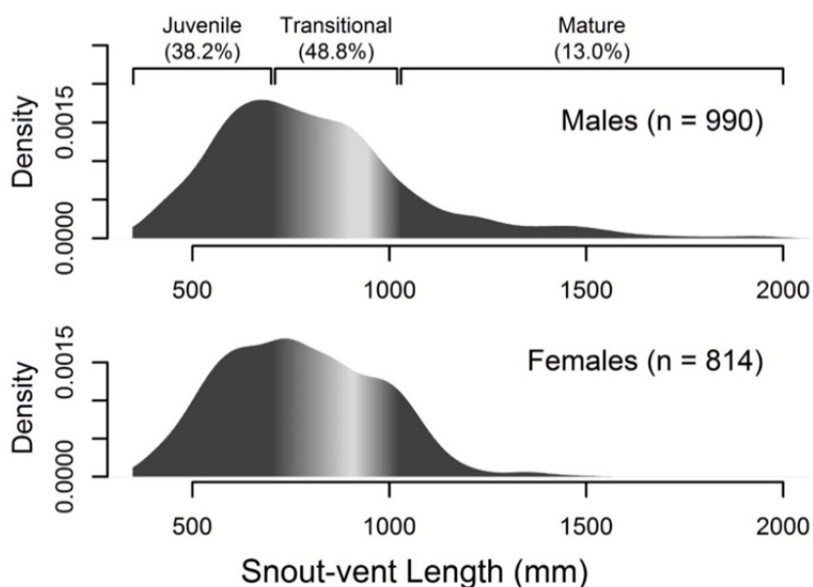 Juvenile Transitional Mature
(38.2%) (48.8%) (13.0%)
Density
0.0015
0.0000
Males (n = 990)
500 1000 1500 2000
Density
0.0015
0.0000
Females (n = 814)
500 1000 1500 2000
Snout-vent Length (mm)